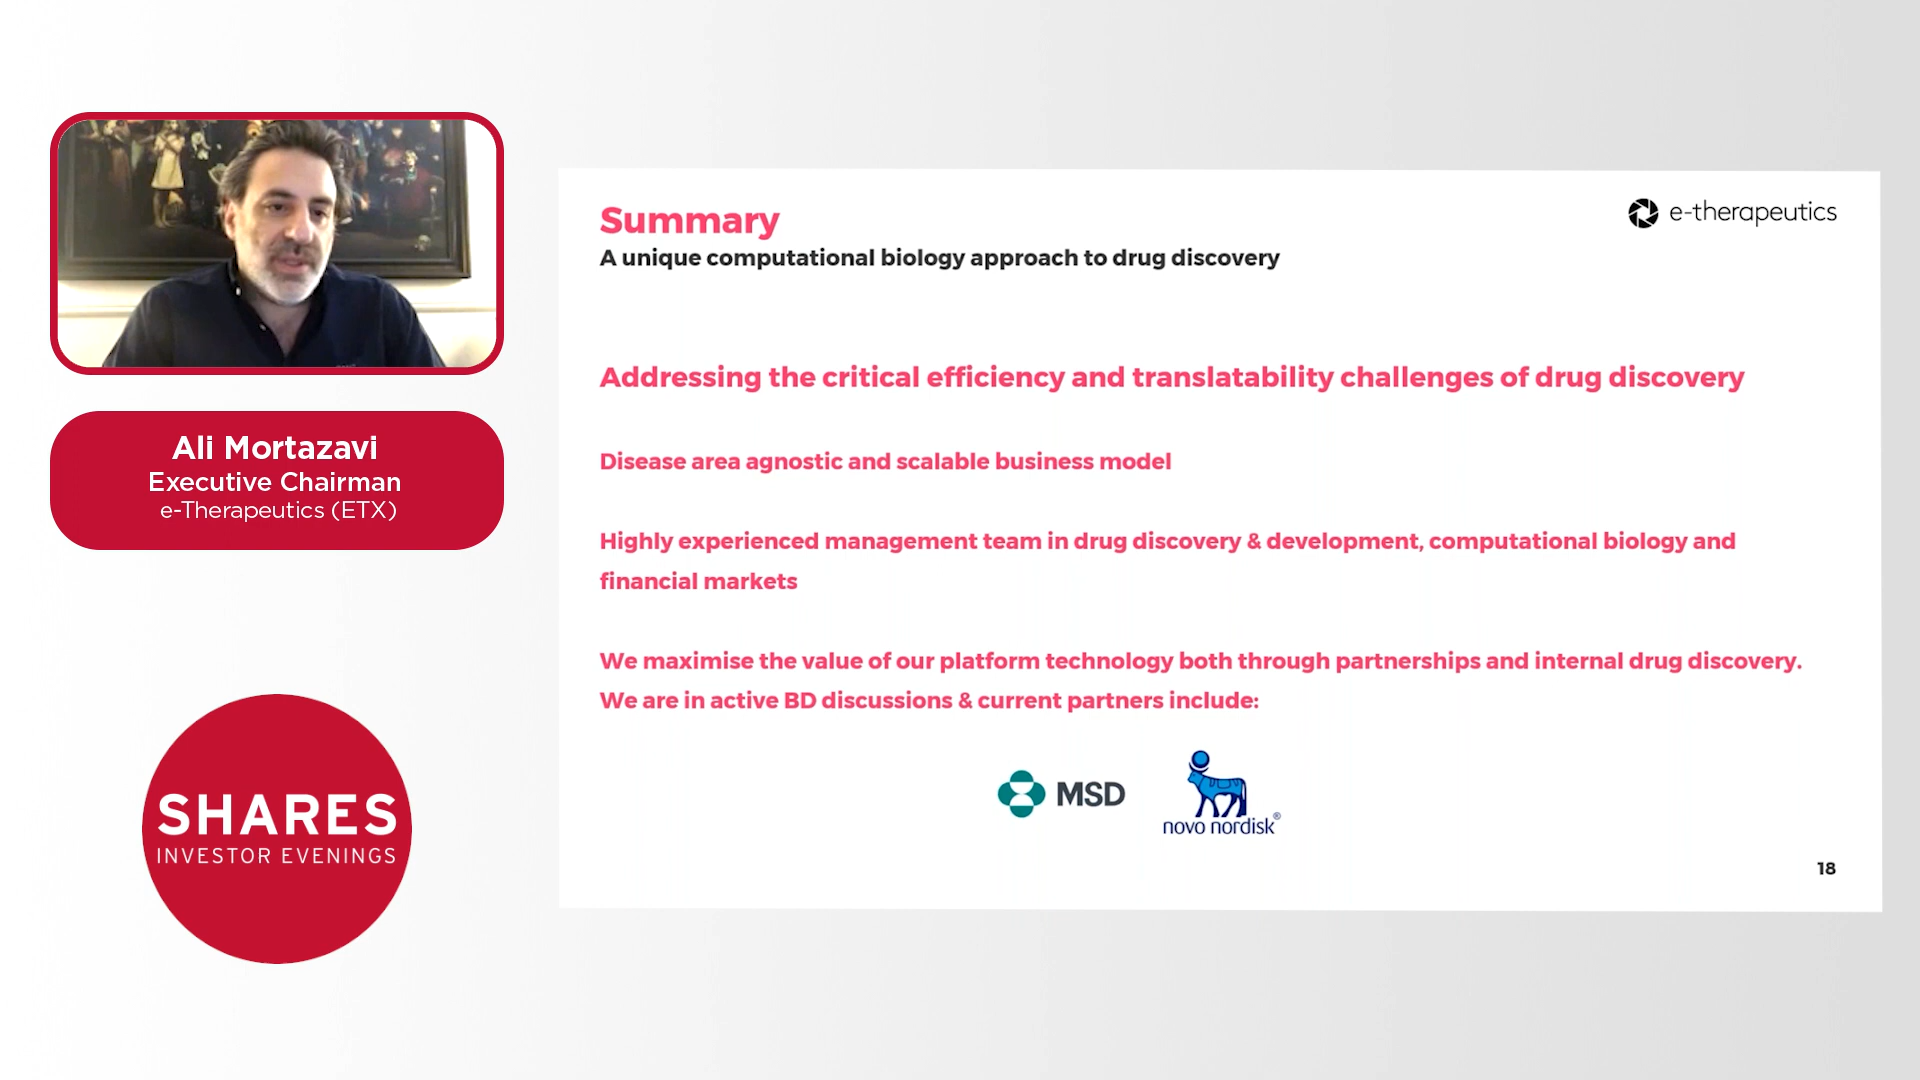 Ali Mortazavi
Executive Chairman
e-Therapeutics (ETX)
SHARES
INVESTOR EVENINGS
Summary
e-therapeutics
A unique computational biology approach to drug discovery
Addressing the critical efficiency and translatability challenges of drug discovery
Disease area agnostic and scalable business model
Highly experienced management team in drug discovery & development, computational biology and
financial markets
We maximise the value of our platform technology both through partnerships and internal drug discovery.
We are in active BD discussions & current partners include:
MSD
novo nordisk®
18